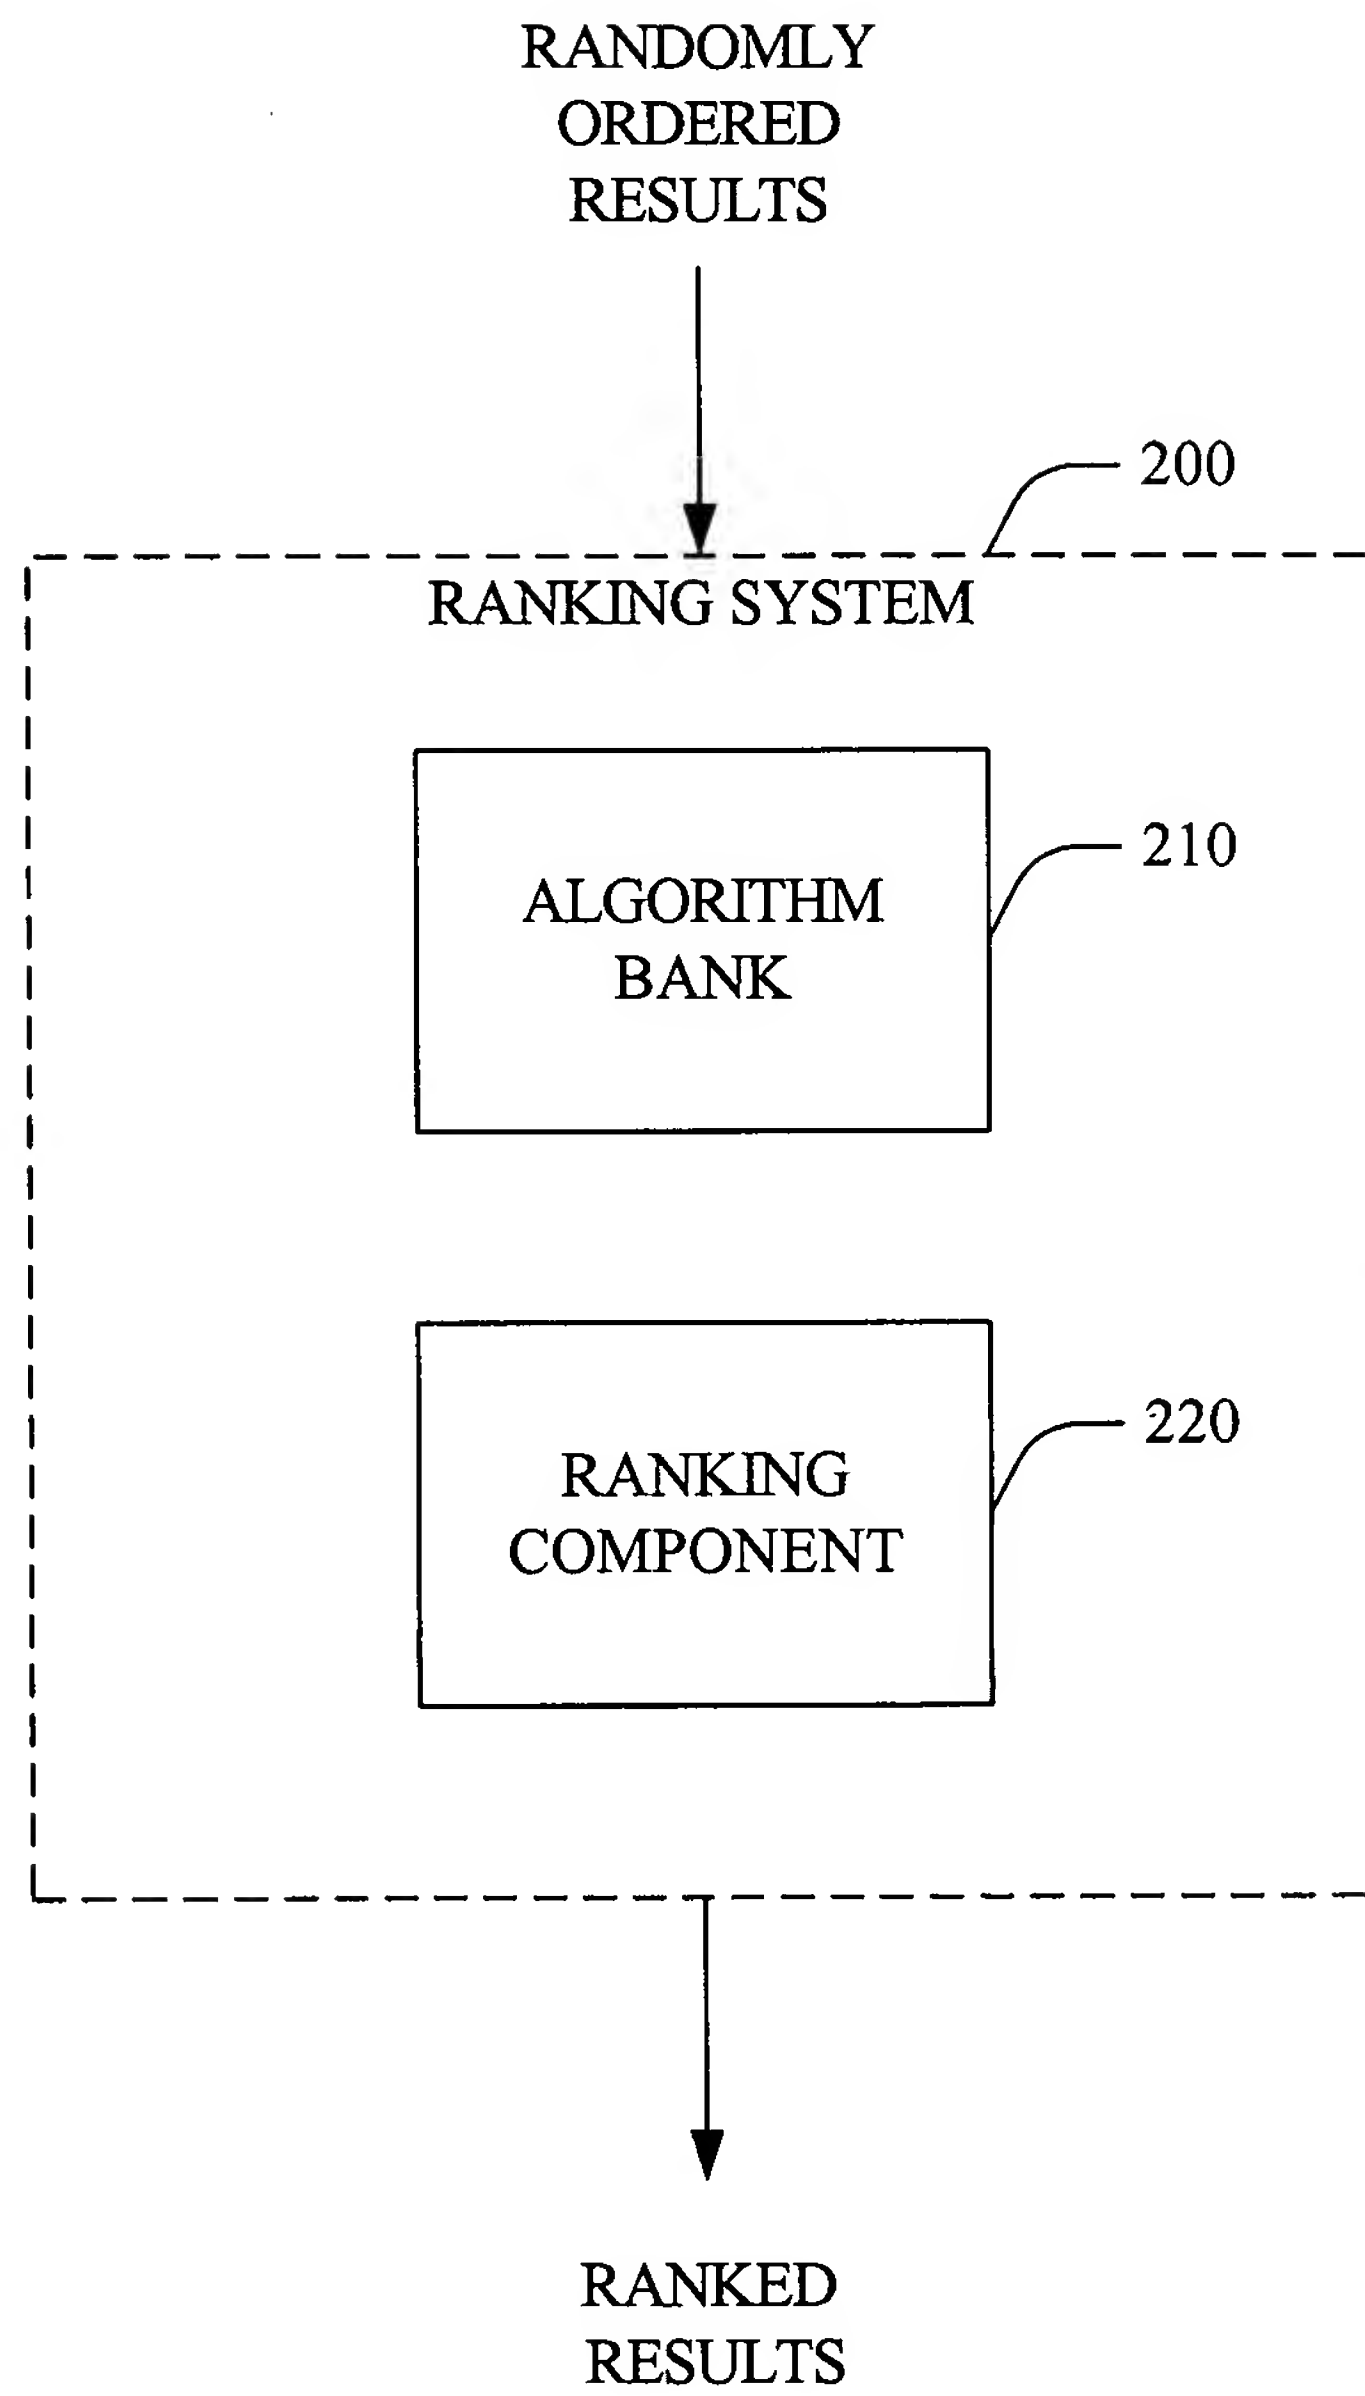 RANDOMLY
ORDERED
RESULTS
200
RANKING SYSTEM
ALGORITHM
BANK
210
RANKING
COMPONENT
220
RANKED
RESULTS